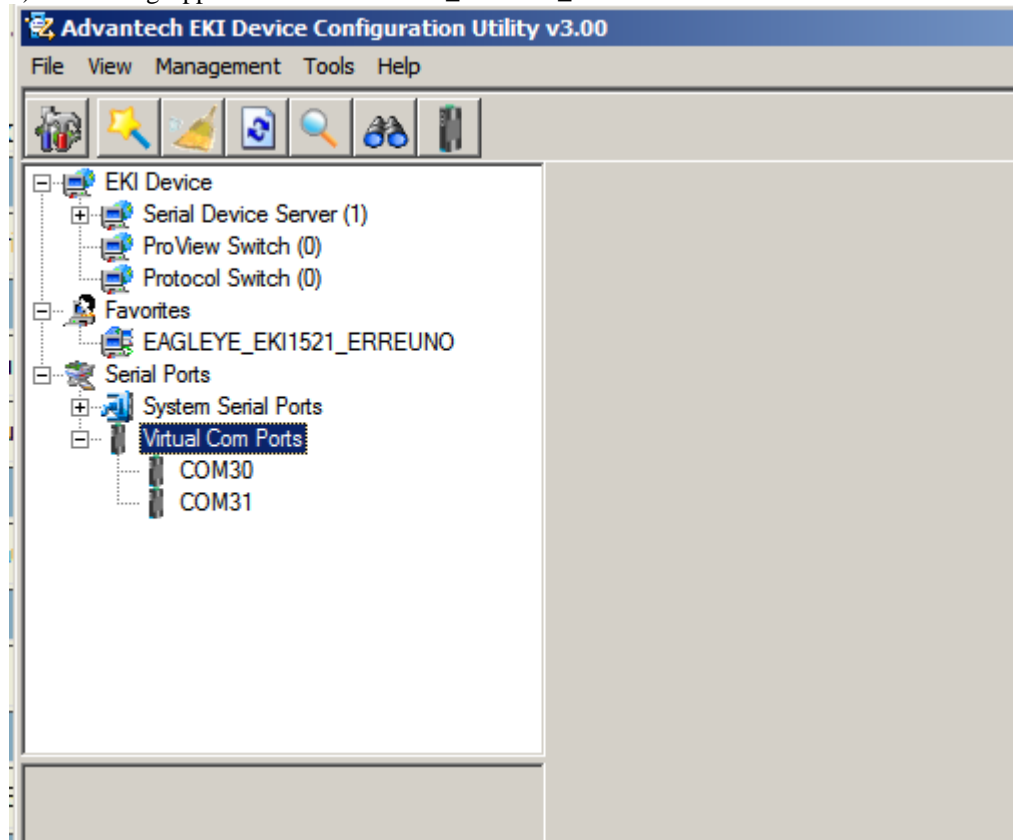 Advantech EKI Device Configuration Utility v3.00
File View Management Tools Help
EKI Device
Serial Device Server (1)
ProView Switch (0)
Protocol Switch (0)
Favorites
EAGLEYE_EKI1521_ERREUNO
Serial Ports
System Serial Ports
Virtual Com Ports
COM30
COM31